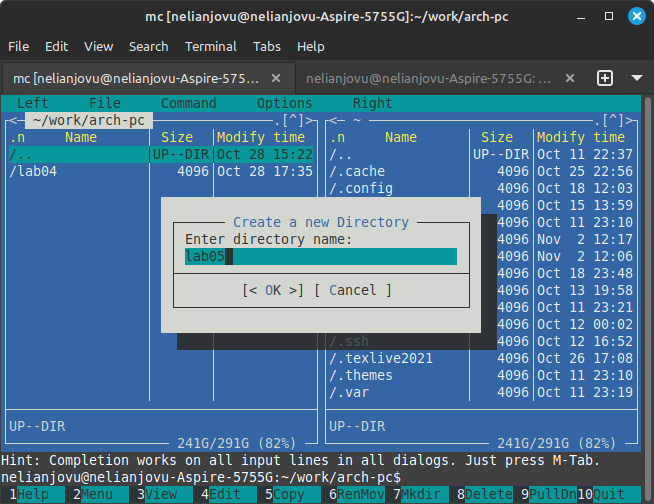 mc [nelianjovu@nelianjovu-Aspire-5755G]:~/work/arch-pc
File Edit View Search Terminal Tabs Help
mc [nelianjovu@nelianjovu-Aspire-575... nelianjovu@nelianjovu-Aspire-5755G: ...
Left File Command Options Right
<─ ~/work/arch-pc .[^]> <─ ~ .[^]>
.n Name Size Modify time .n Name Size Modify time
/.. UP--DIR Oct 28 15:22 /.. UP--DIR Oct 11 22:37
/lab04 4096 Oct 28 17:35 /.cache 4096 Oct 25 22:56
/.config 4096 Oct 18 12:03
4096 Oct 15 13:59
Create a new Directory 4096 Oct 11 23:10
Enter directory name: 4096 Nov 2 12:17
lab05 4096 Nov 2 12:06
4096 Oct 18 23:48
[< OK >] [ Cancel ] 4096 Oct 13 19:58
4096 Oct 11 23:21
4096 Oct 12 00:02
/.ssh 4096 Oct 12 16:52
/.texlive2021 4096 Oct 26 17:08
/.themes 4096 Oct 11 23:10
/.var 4096 Oct 11 23:19
UP--DIR UP--DIR
241G/291G (82%) 241G/291G (82%)
Hint: Completion works on all input lines in all dialogs. Just press M-Tab.
nelianjovu@nelianjovu-Aspire-5755G:~/work/arch-pc$
1Help 2Menu 3View 4Edit 5Copy 6RenMov 7Mkdir 8Delete 9PullDn 10Quit